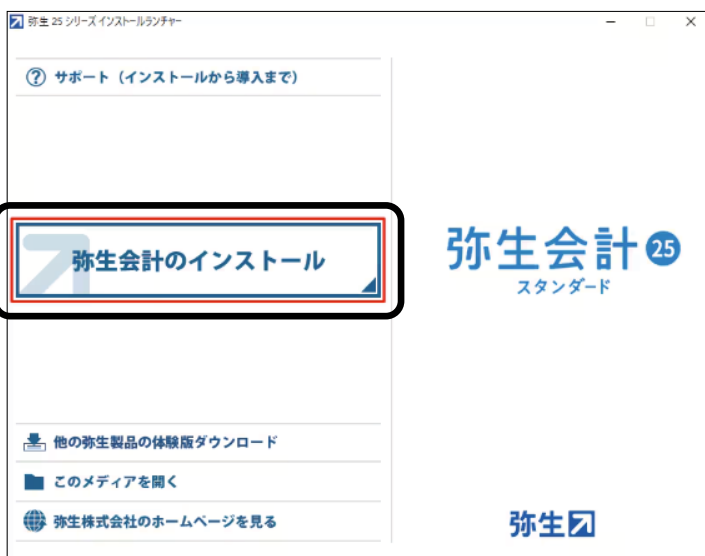 弥生 25 シリーズ インストールランチャー
サポート（インストールから導入まで）
弥生会計のインストール
弥生会計 25
スタンダード
他の弥生製品の体験版ダウンロード
このメディアを開く
弥生株式会社のホームページを見る
弥生